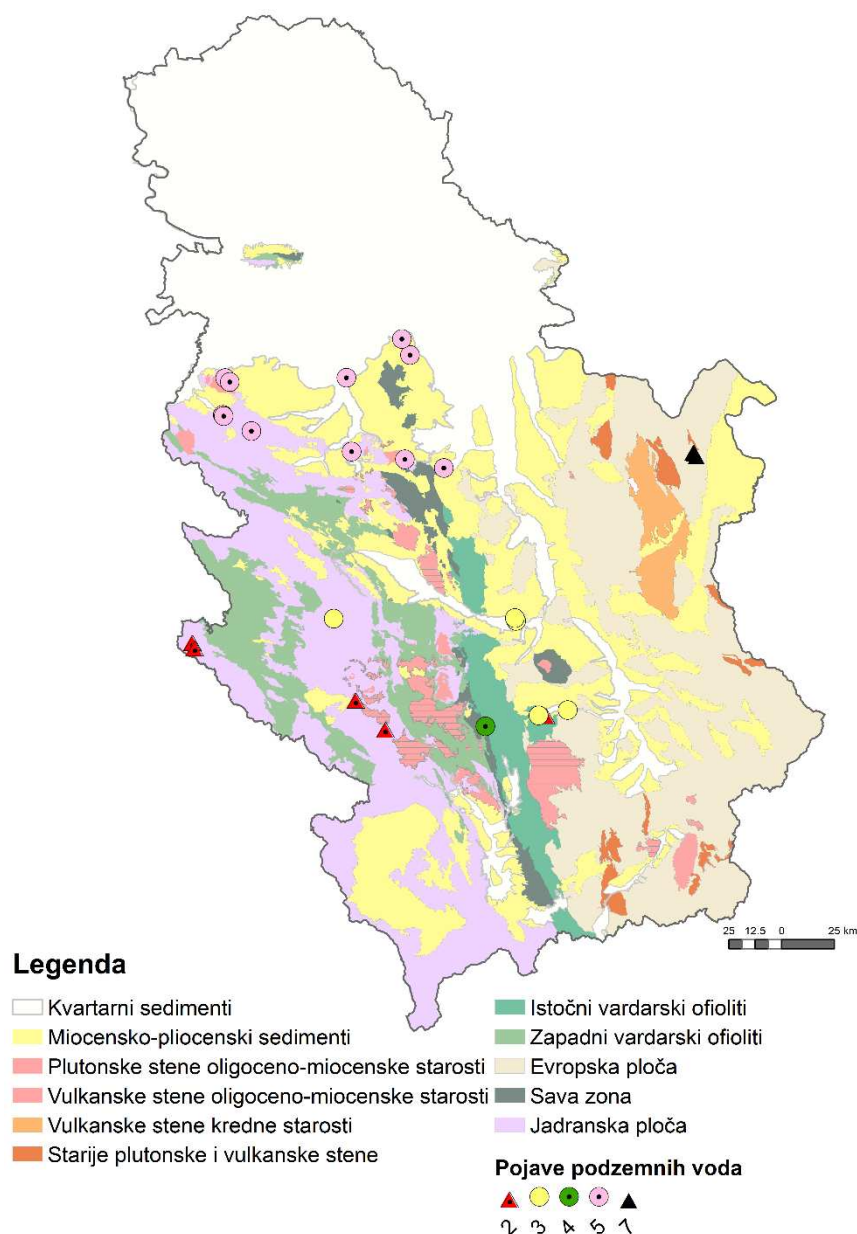 25 12.5 0 25 km
Legenda
Kvartarni sedimenti
Miocensko-pliocenski sedimenti
Plutonske stene oligoceno-miocenske starosti
Vulkanske stene oligoceno-miocenske starosti
Vulkanske stene kredne starosti
Starije plutonske i vulkanske stene
Istočni vardarski ofioliti
Zapadni vardarski ofioliti
Evropska ploča
Sava zona
Jadranska ploča
Pojave podzemnih voda
2 3 4 5 7